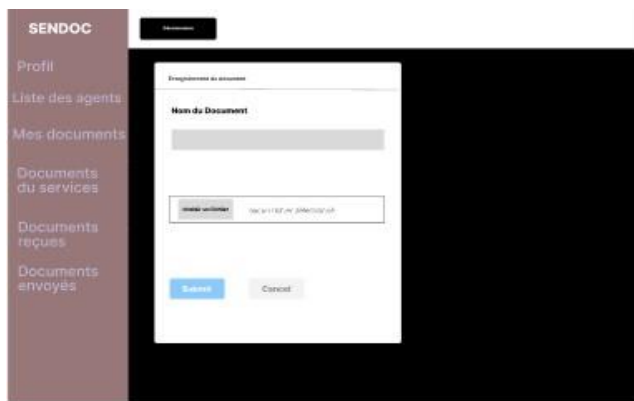 SENDOC
Profil
Liste des agents
Mes documents
Documents
du services
Documents
reçues
Documents
envoyés
Enregistrement du document
Nom du Document
Submit
Cancel